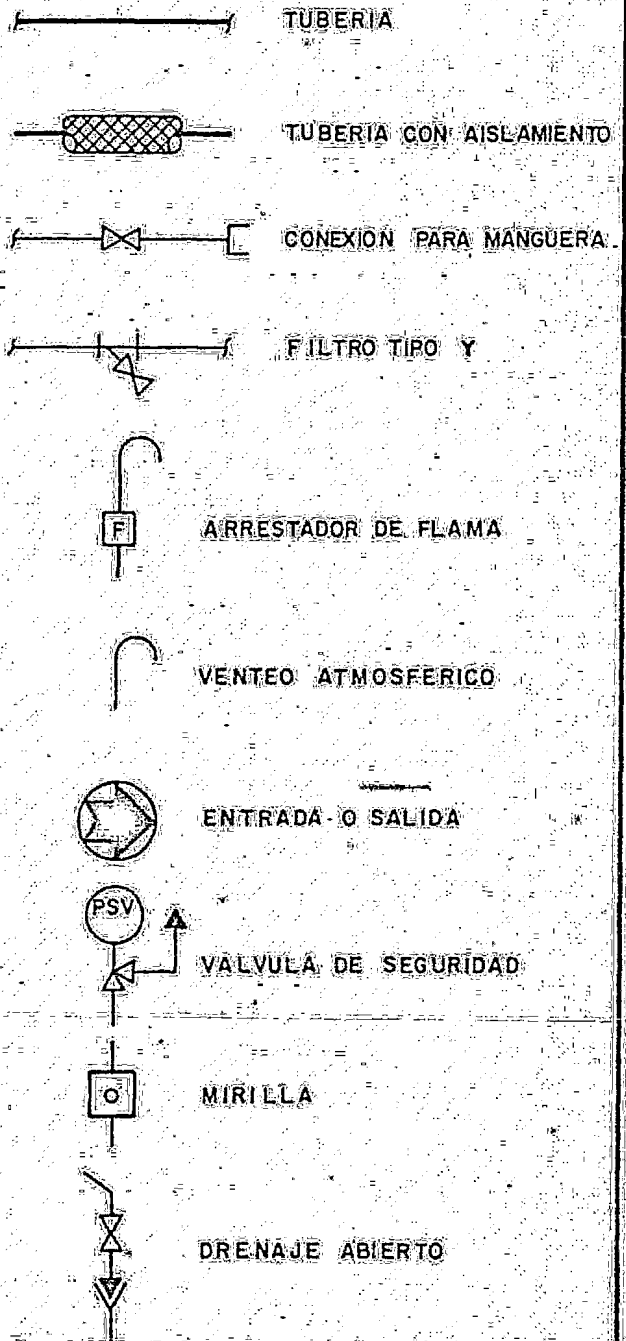 TUBERIA
TUBERIA CON AISLAMIENTO
CONEXION PARA MANGUERA
FILTRO TIPO Y
F
ARRESTADOR DE FLAMA
VENTEO ATMOSFERICO
ENTRADA O SALIDA
PSV
VALVULA DE SEGURIDAD
O
MIRILLA
DRENAJE ABIERTO